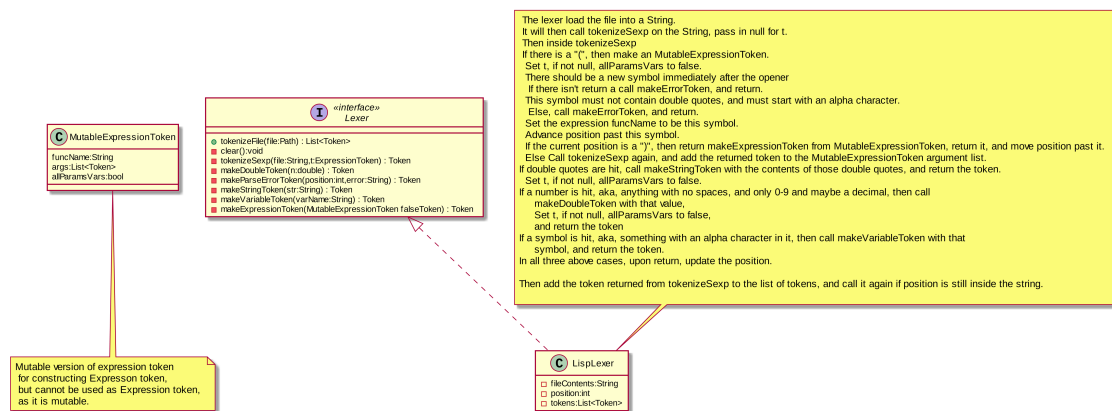 The lexer load the file into a String.
It will then call tokenizeSexp on the String, pass in null for t.
Then inside tokenizeSexp
If there is a "(", then make an MutableExpressionToken.
Set t, if not null, allParamsVars to false.
There should be a new symbol immediately after the opener
If there isn't return a call makeErrorToken, and return.
This symbol must not contain double quotes, and must start with an alpha character.
Else, call makeErrorToken, and return.
Set the expression funcName to be this symbol.
Advance position past this symbol.
If the current position is a ")", then return makeExpressionToken from MutableExpressionToken, return it, and move position past it.
Else Call tokenizeSexp again, and add the returned token to the MutableExpressionToken argument list.
If double quotes are hit, call makeStringToken with the contents of those double quotes, and return the token.
Set t, if not null, allParamsVars to false.
If a number is hit, aka, anything with no spaces, and only 0-9 and maybe a decimal, then call
makeDoubleToken with that value,
Set t, if not null, allParamsVars to false,
and return the token
If a symbol is hit, aka, something with an alpha character in it, then call makeVariableToken with that
symbol, and return the token.
In all three above cases, upon return, update the position.
Then add the token returned from tokenizeSexp to the list of tokens, and call it again if position is still inside the string.
I
«interface»
Lexer
tokenizeFile(file:Path) : List<Token>
clear():void
tokenizeSexp(file:String,t:ExpressionToken) : Token
makeDoubleToken(n:double) : Token
makeParseErrorToken(position:int,error:String) : Token
makeStringToken(str:String) : Token
makeVariableToken(varName:String) : Token
makeExpressionToken(MutableExpressionToken falseToken) : Token
C MutableExpressionToken
funcName:String
args:List<Token>
allParamsVars:bool
Mutable version of expression token
for constructing Expresson token,
but cannot be used as Expression token,
as it is mutable.
C LispLexer
fileContents:String
position:int
tokens:List<Token>